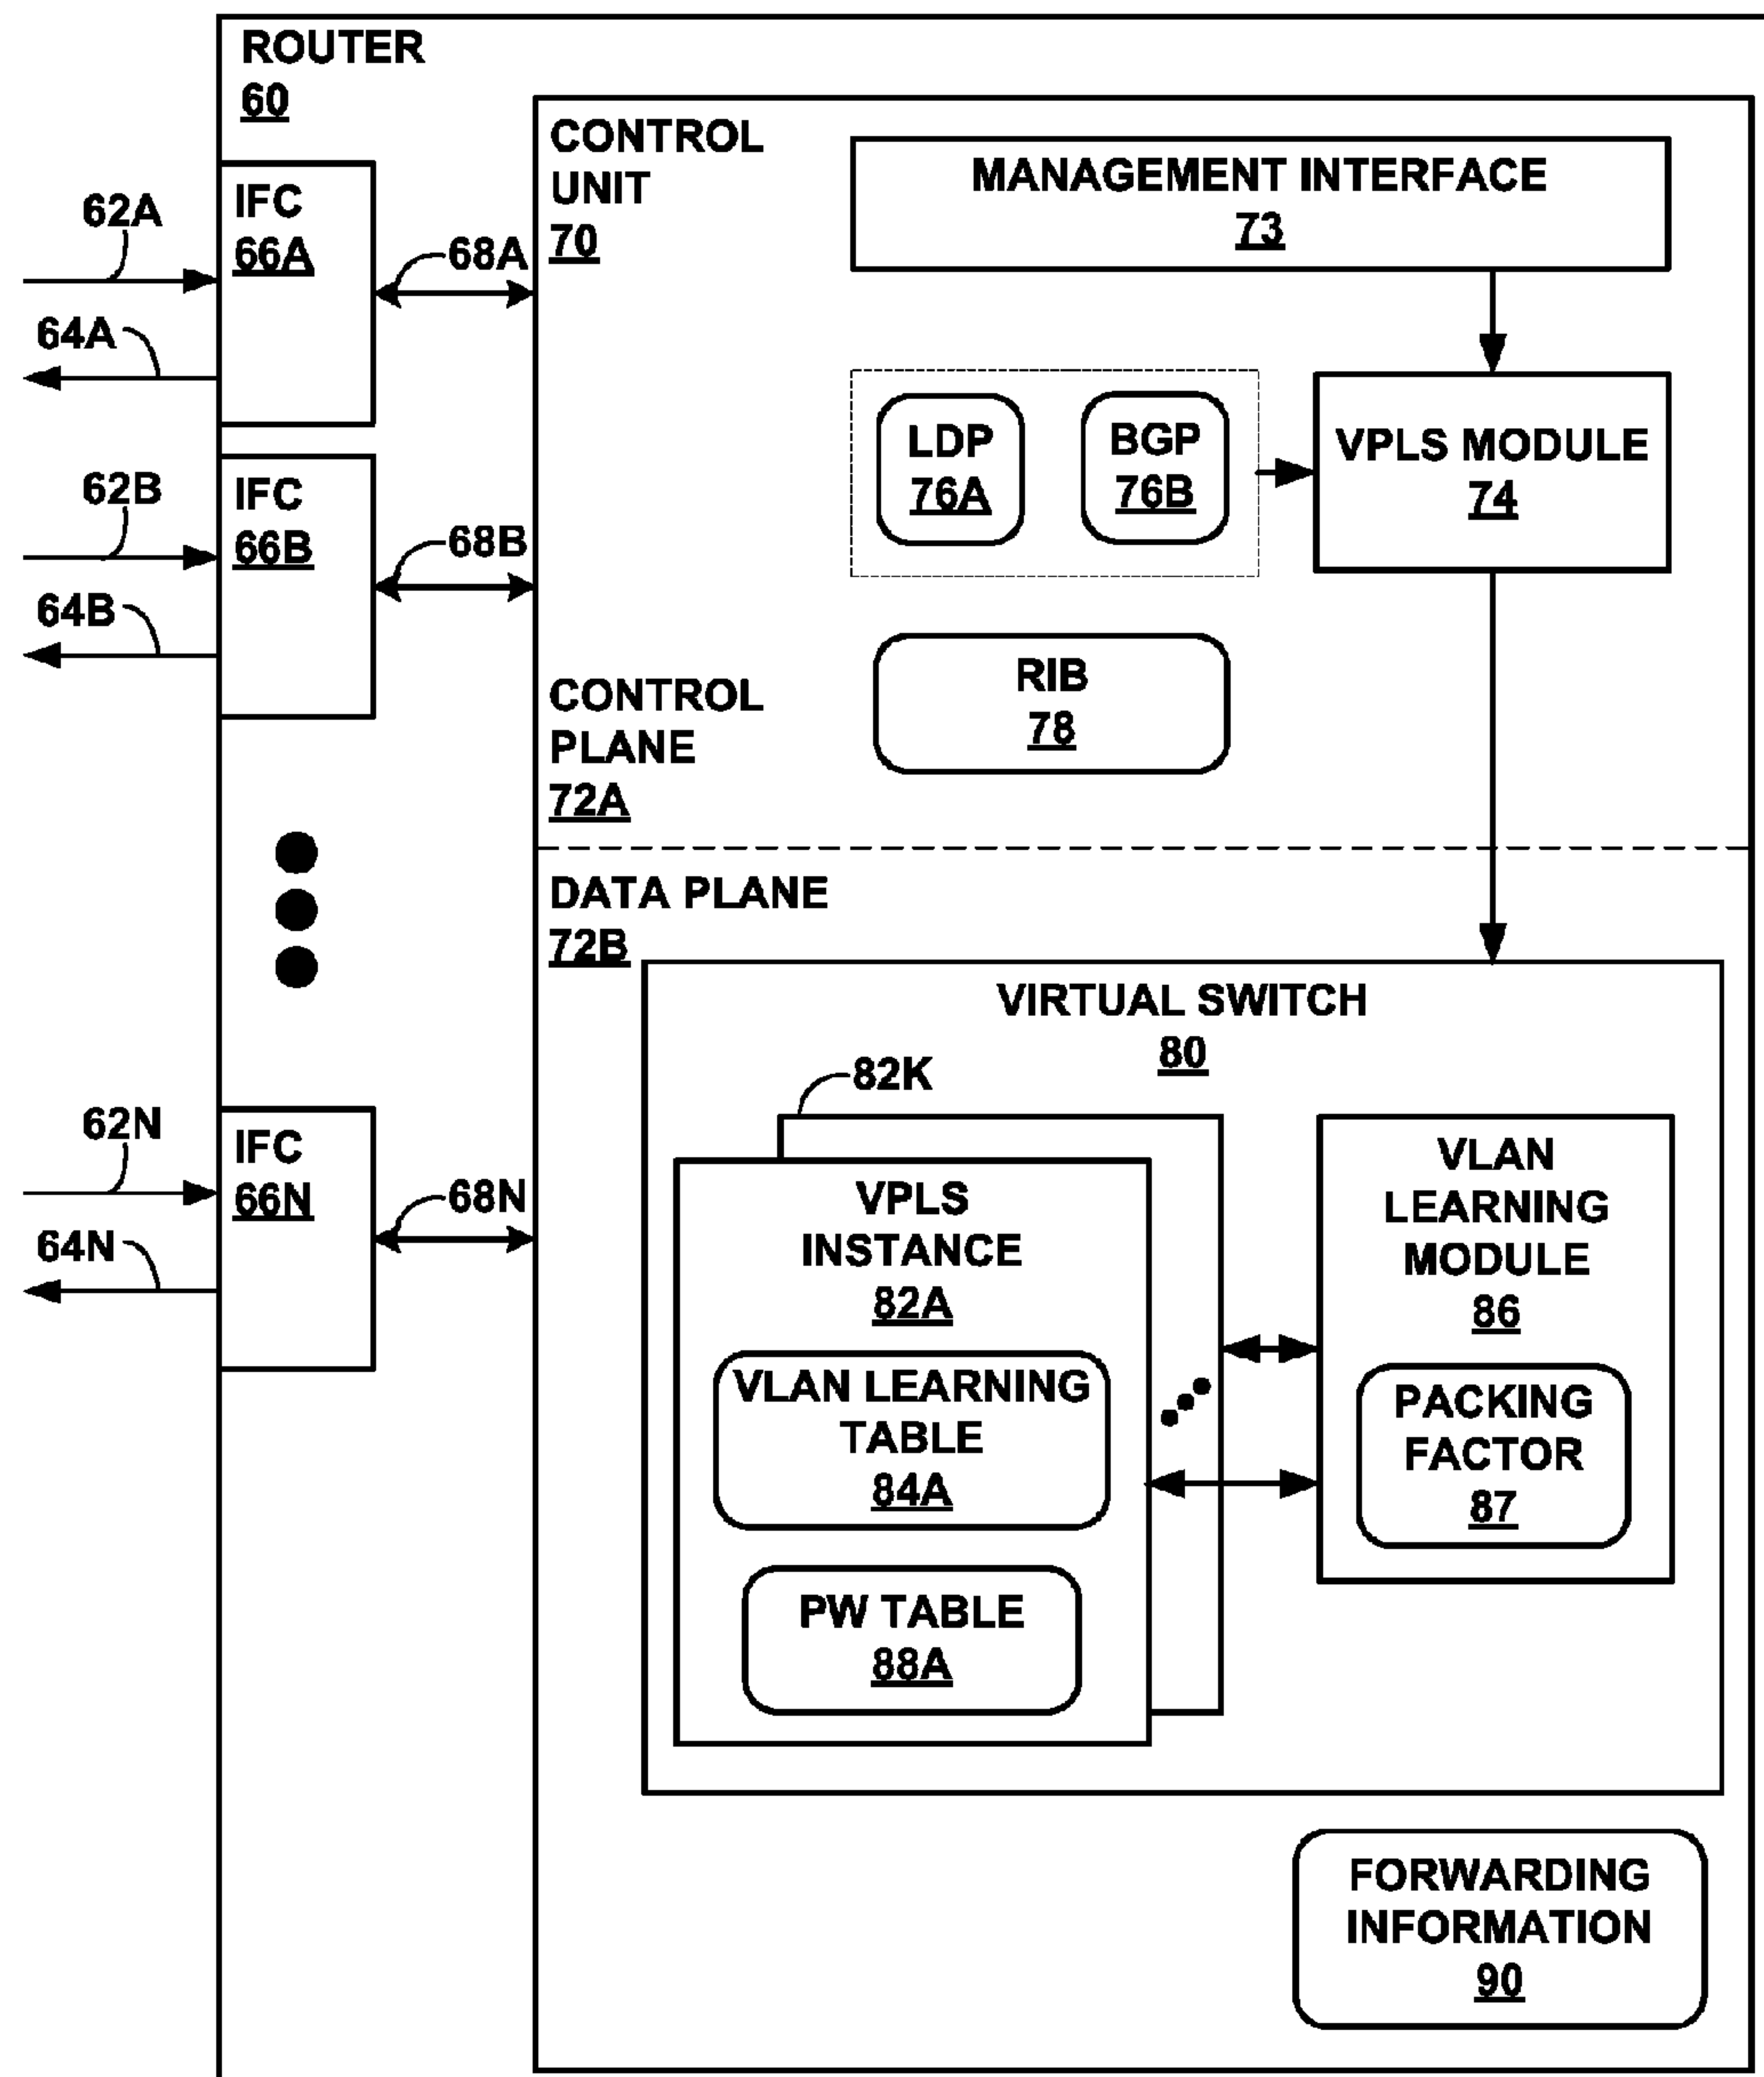 ROUTER
60
IFC
66A
62A
64A
68A
IFC
66B
62B
64B
68B
IFC
66N
62N
64N
68N
CONTROL
UNIT
70
MANAGEMENT INTERFACE
73
LDP
76A
BGP
76B
VPLS MODULE
74
RIB
78
CONTROL
PLANE
72A
DATA PLANE
72B
VIRTUAL SWITCH
80
82K
VPLS
INSTANCE
82A
VLAN LEARNING
TABLE
84A
PW TABLE
88A
VLAN
LEARNING
MODULE
86
PACKING
FACTOR
87
FORWARDING
INFORMATION
90